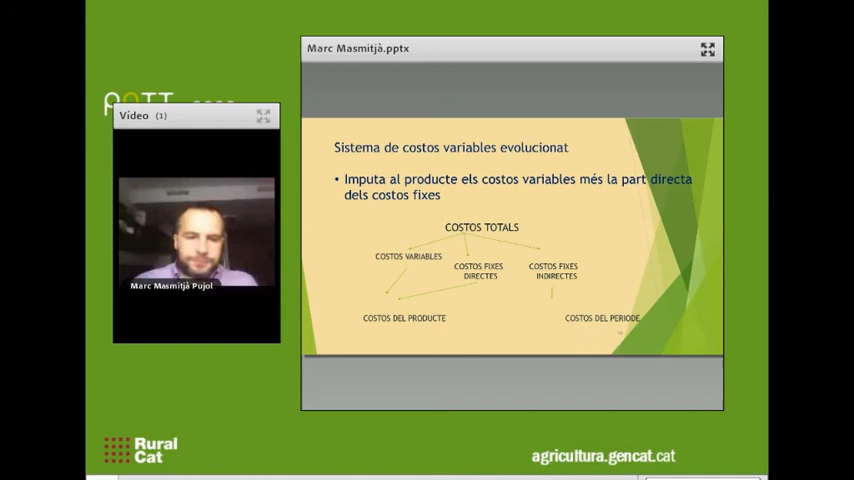 Marc Masmitjà.pptx
Vídeo (1)
Sistema de costos variables evolucionat
• Imputa al producte els costos variables més la part directa
dels costos fixes
COSTOS TOTALS
COSTOS VARIABLES
COSTOS FIXES
DIRECTES
COSTOS FIXES
INDIRECTES
COSTOS DEL PRODUCTE
COSTOS DEL PERIODE
Marc Masmitjà Pujol
Rural
Cat
agricultura.gencat.cat